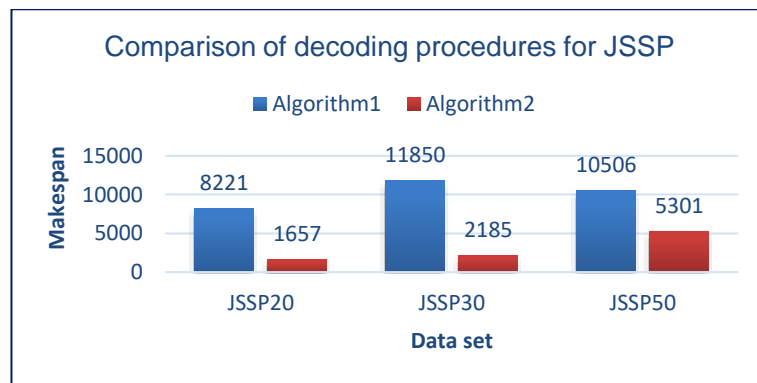 Comparison of decoding procedures for JSSP
Algorithm1 Algorithm2
Makespan
15000
10000
5000
0
8221
1657
11850
2185
10506
5301
JSSP20 JSSP30 JSSP50
Data set